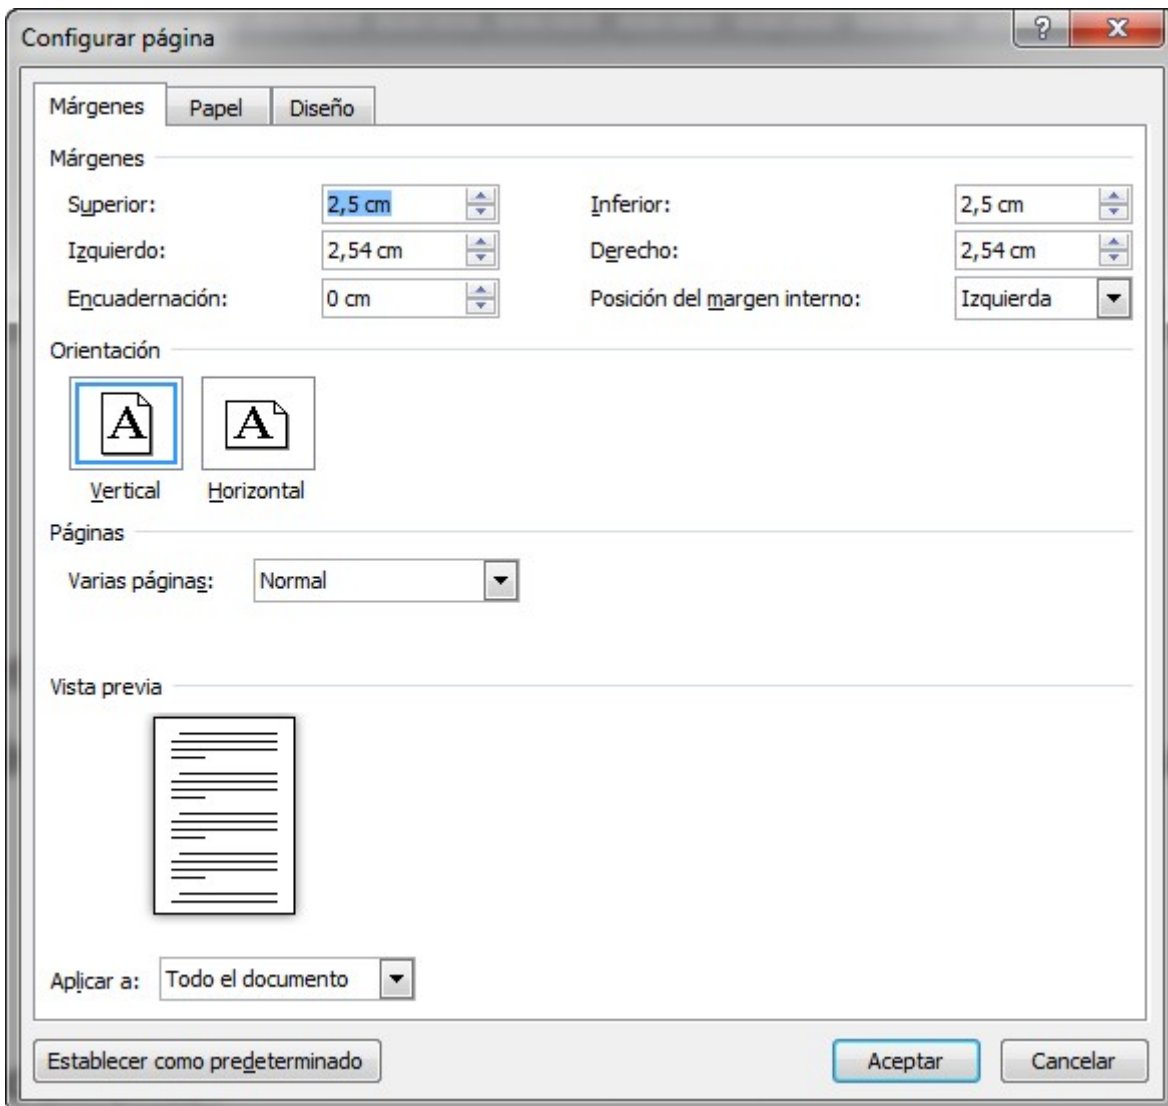 Configurar página
Márgenes Papel Diseño
Márgenes
Superior: 2,5 cm Inferior: 2,5 cm
Izquierdo: 2,54 cm Derecho: 2,54 cm
Encuadernación: 0 cm Posición del margen interno: Izquierda
Orientación
A A
Vertical Horizontal
Páginas
Varias páginas: Normal
Vista previa
Aplicar a: Todo el documento
Establecer como predeterminado Aceptar Cancelar